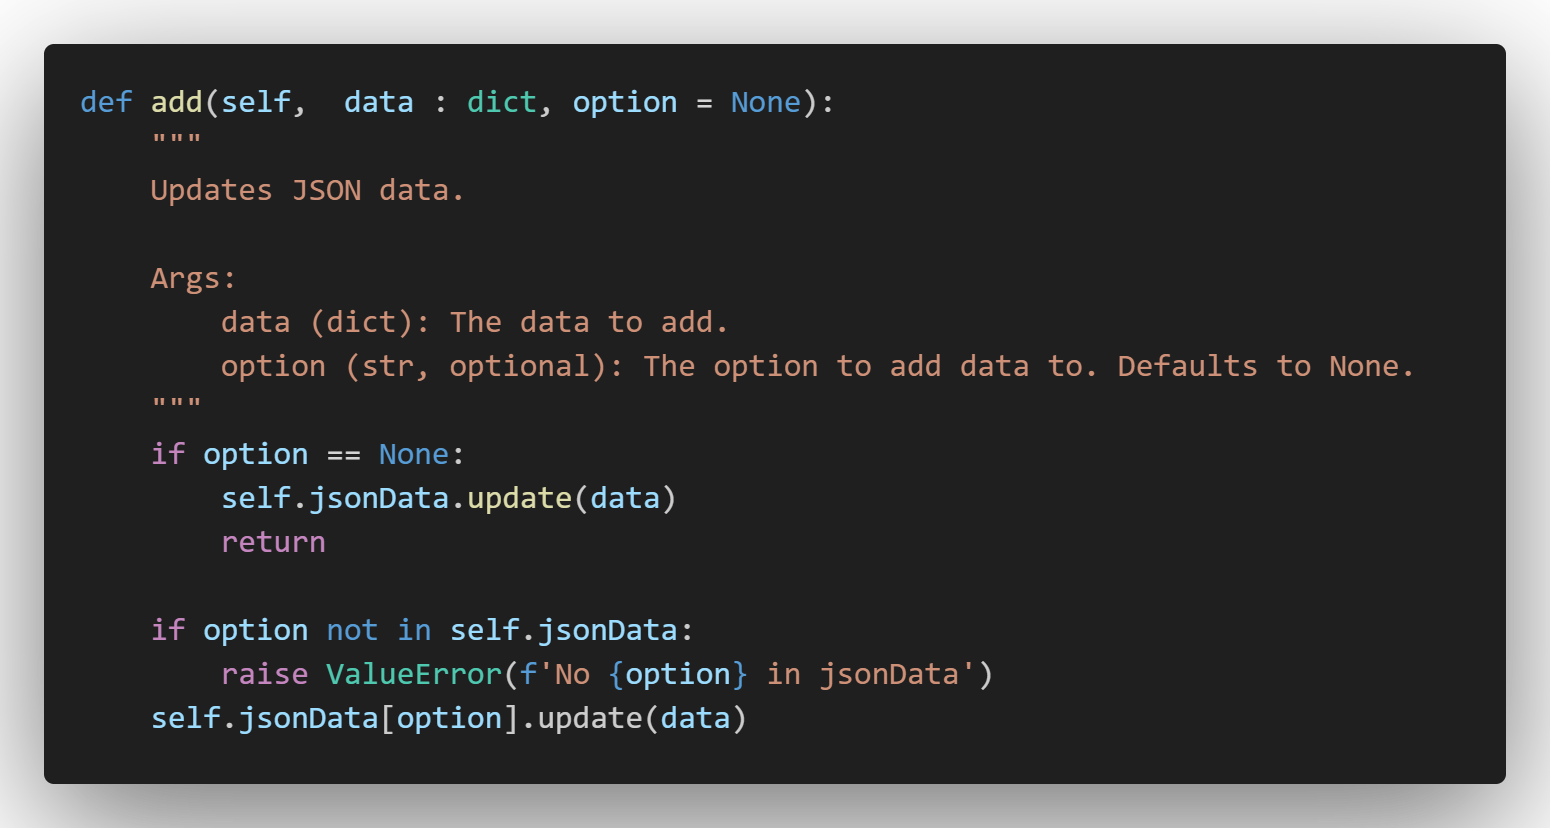 def add(self,  data : dict, option = None):
    """
    Updates JSON data.

    Args:
        data (dict): The data to add.
        option (str, optional): The option to add data to. Defaults to None.
    """
    if option == None:
        self.jsonData.update(data)
        return

    if option not in self.jsonData:
        raise ValueError(f'No {option} in jsonData')
    self.jsonData[option].update(data)